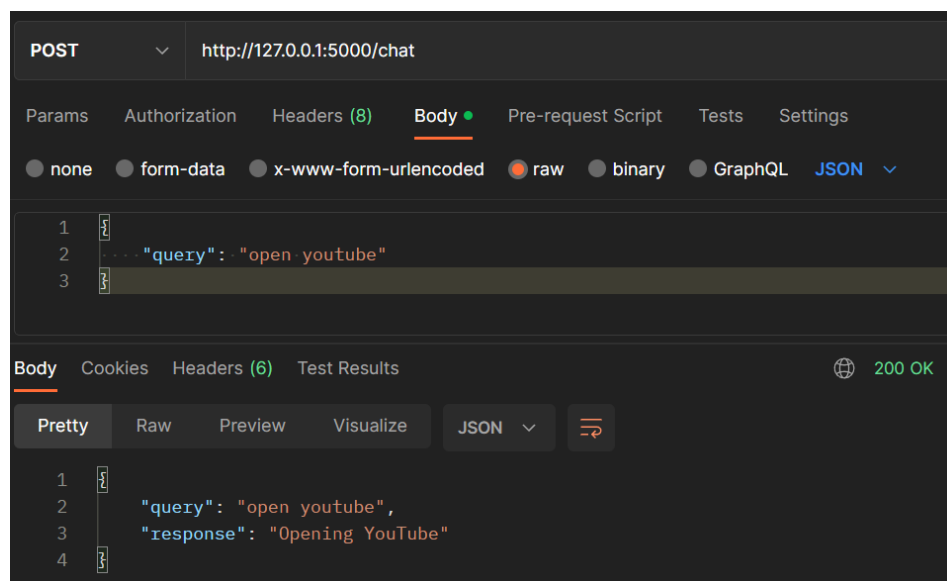 POST http://127.0.0.1:5000/chat
Params Authorization Headers (8) Body Pre-request Script Tests Settings
none form-data x-www-form-urlencoded raw binary GraphQL JSON
1 {
2 "query": "open youtube"
3 }
Body Cookies Headers (6) Test Results 200 OK
Pretty Raw Preview Visualize JSON
1 {
2 "query": "open youtube",
3 "response": "Opening YouTube"
4 }